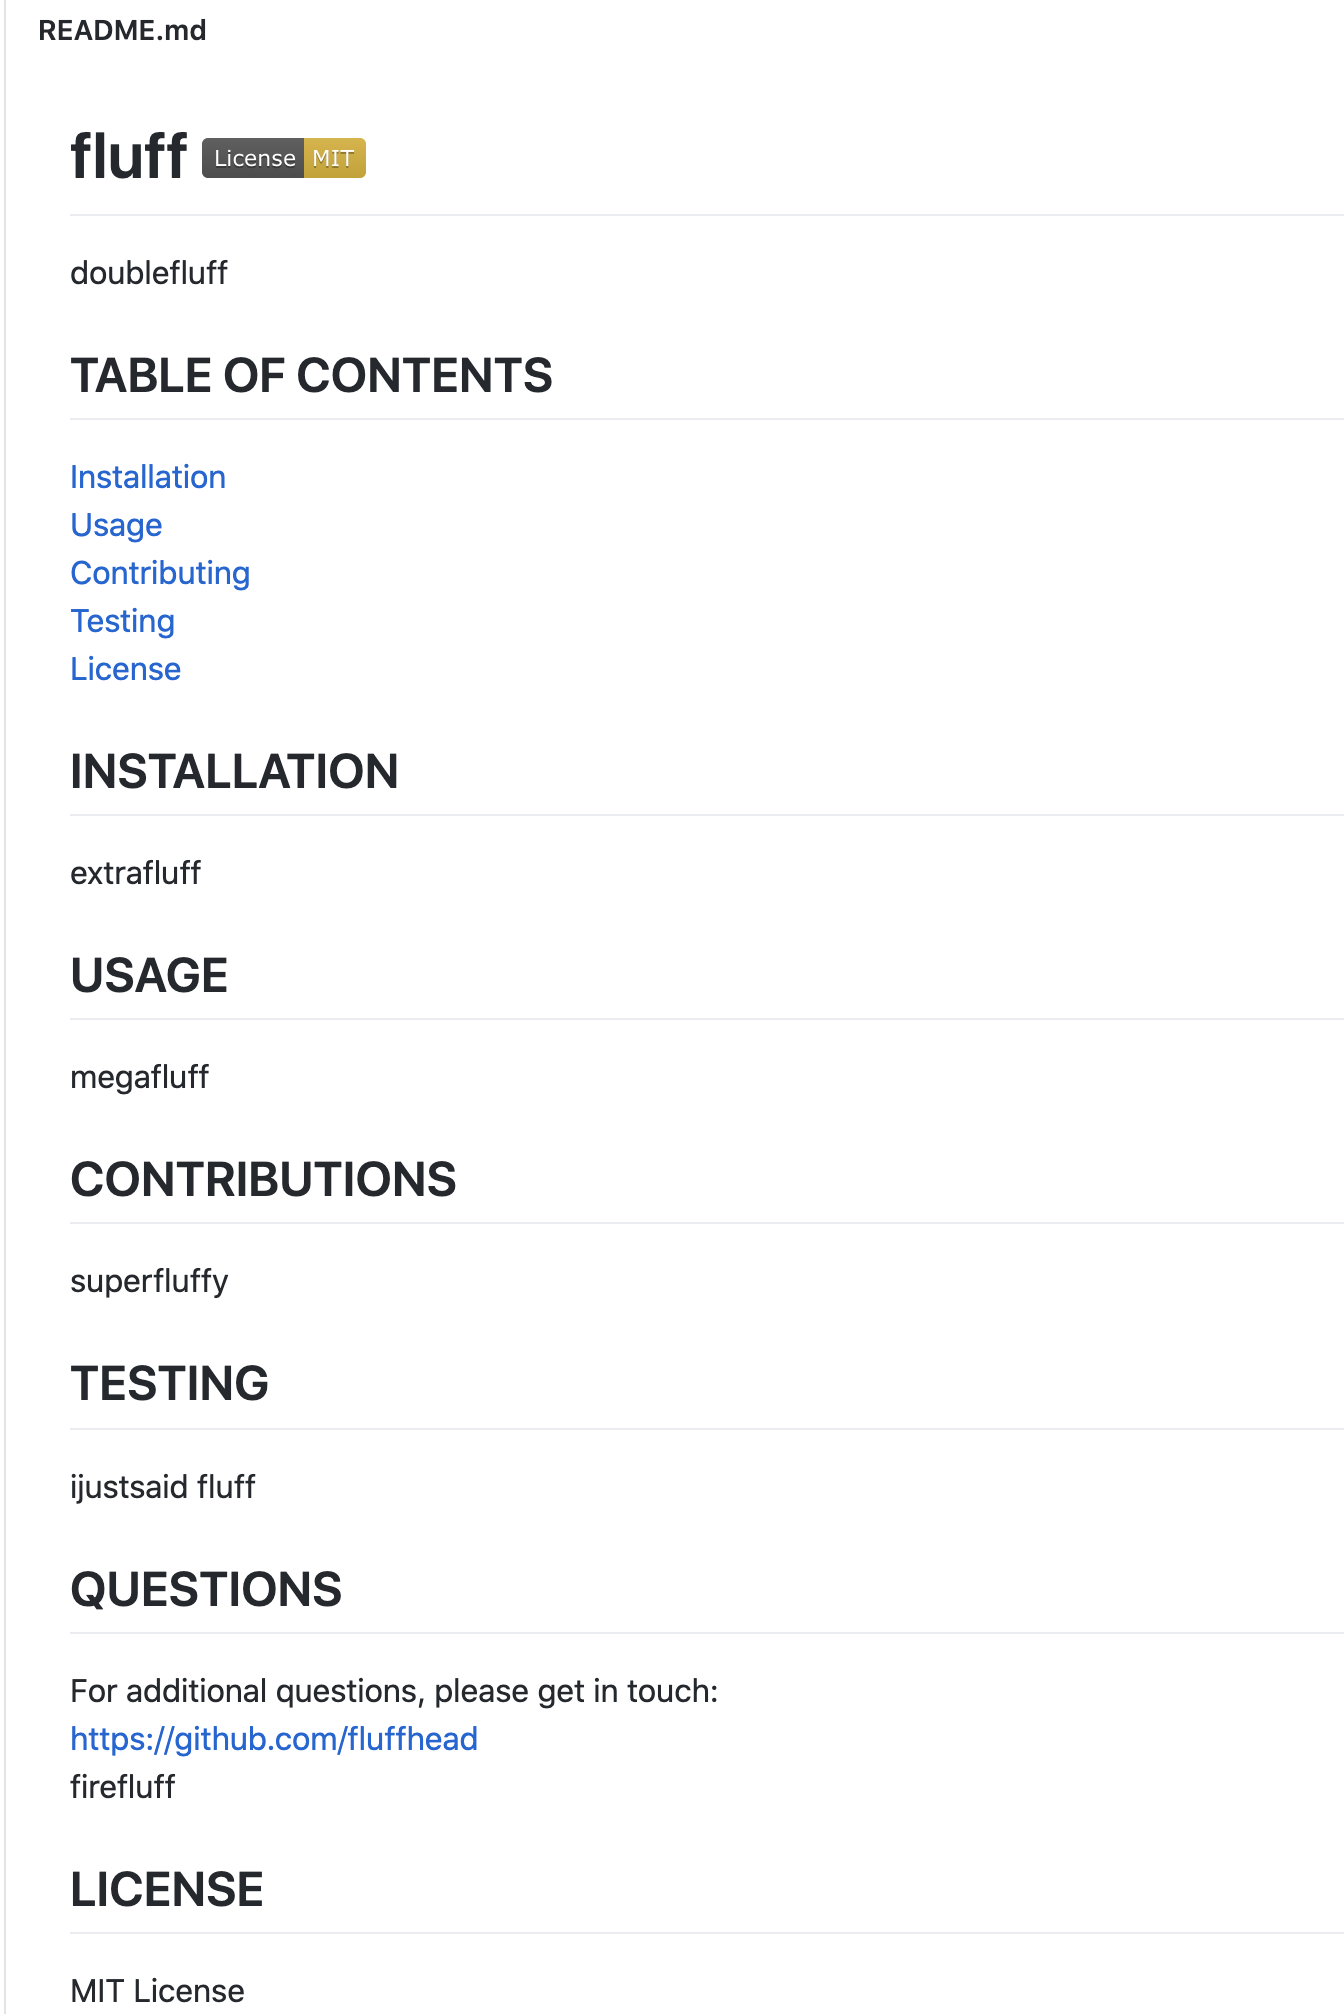 README.md
fluff License MIT
doublefluff
TABLE OF CONTENTS
Installation
Usage
Contributing
Testing
License
INSTALLATION
extrafluff
USAGE
megafluff
CONTRIBUTIONS
superfluffy
TESTING
ijustsaid fluff
QUESTIONS
For additional questions, please get in touch:
https://github.com/fluffhead
firefluff
LICENSE
MIT License